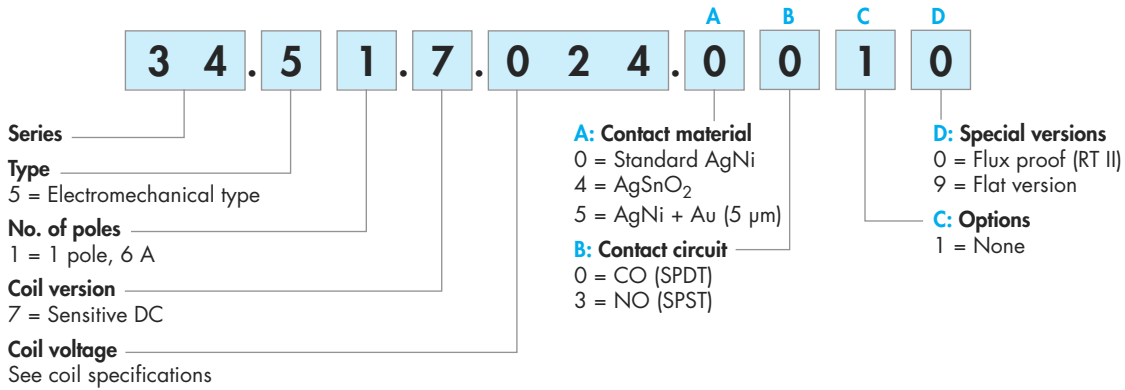 A B C D
3 4 . 5 1 . 7 . 0 2 4 . 0 0 1 0
Series
Type
5 = Electromechanical type
No. of poles
1 = 1 pole, 6 A
Coil version
7 = Sensitive DC
Coil voltage
See coil specifications
A: Contact material
0 = Standard AgNi
4 = AgSnO₂
5 = AgNi + Au (5 µm)
B: Contact circuit
0 = CO (SPDT)
3 = NO (SPST)
D: Special versions
0 = Flux proof (RT II)
9 = Flat version
C: Options
1 = None